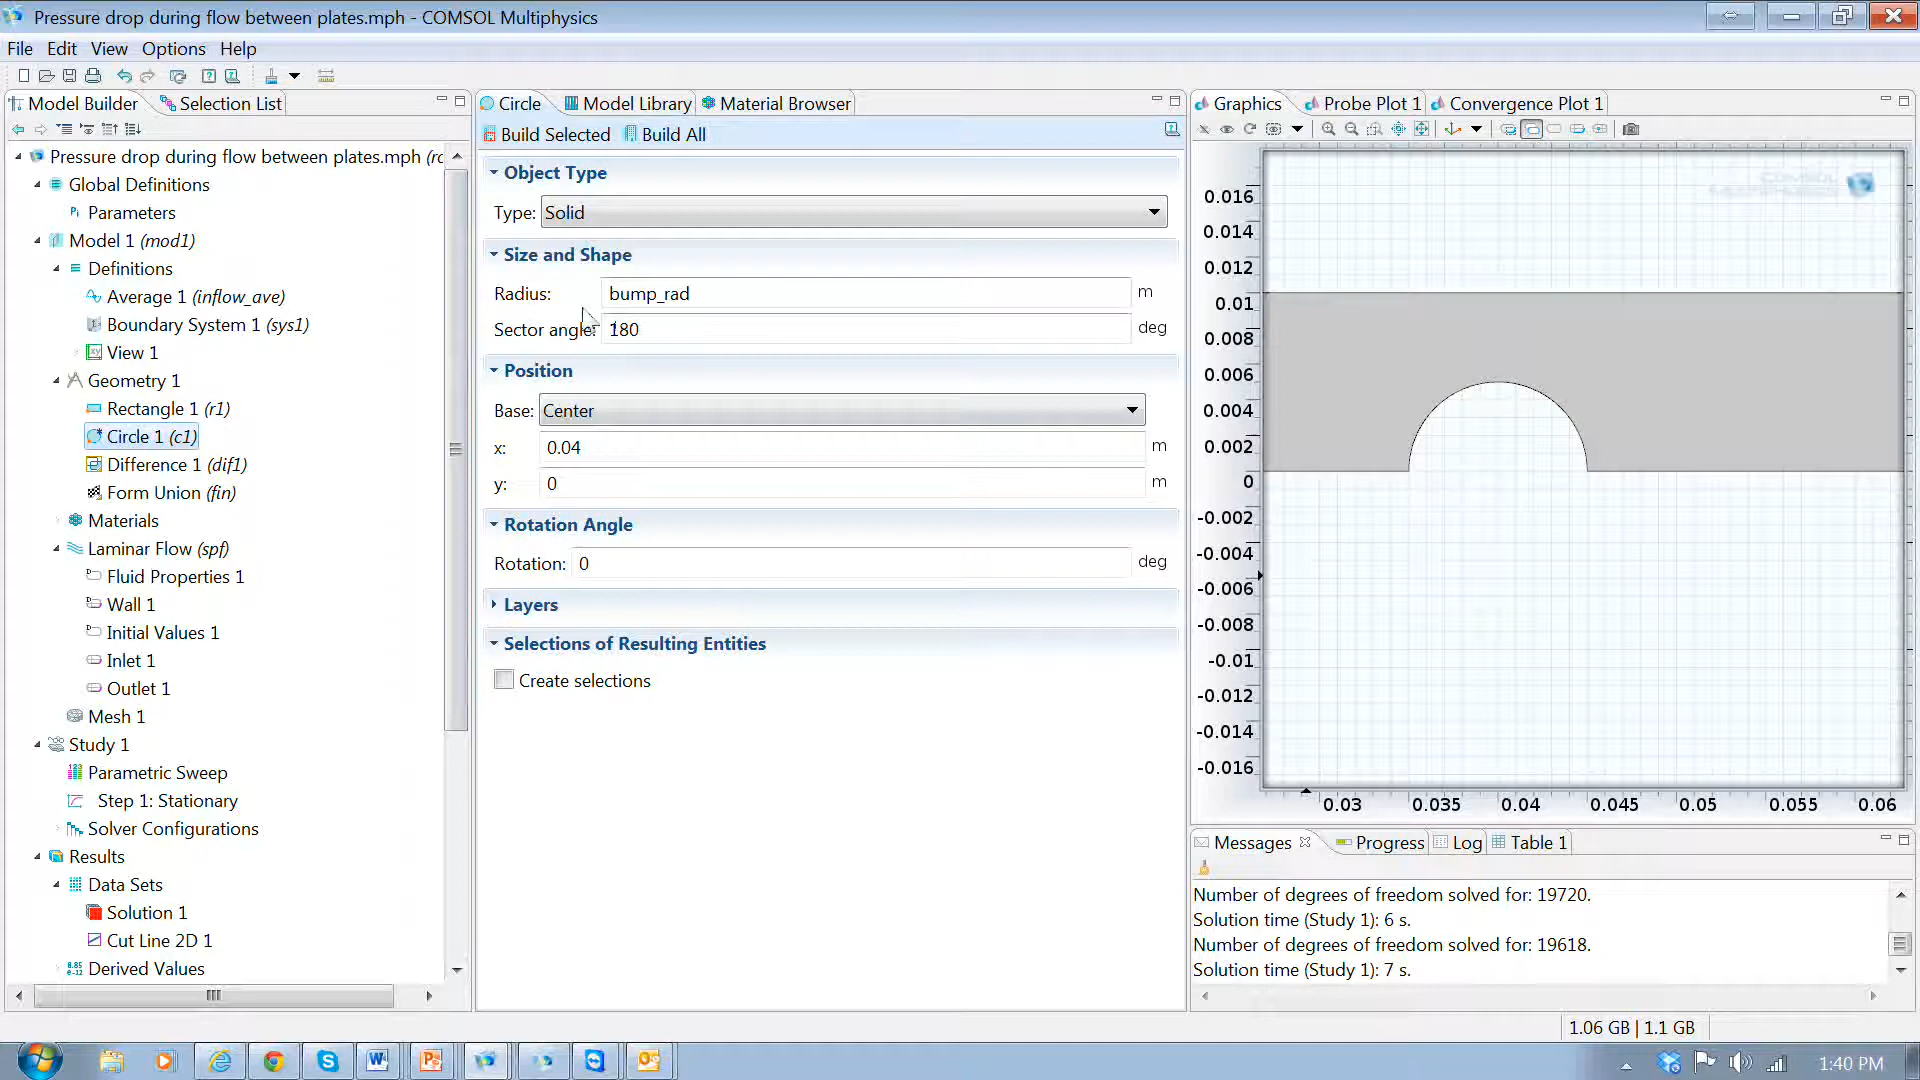 Pressure drop during flow between plates.mph - COMSOL Multiphysics
File Edit View Options Help
Model Builder Selection List
Pressure drop during flow between plates.mph (rc
Global Definitions
Pi Parameters
Model 1 (mod1)
Definitions
Average 1 (inflow_ave)
Boundary System 1 (sys1)
View 1
Geometry 1
Rectangle 1 (r1)
Circle 1 (c1)
Difference 1 (dif1)
Form Union (fin)
Materials
Laminar Flow (spf)
Fluid Properties 1
Wall 1
Initial Values 1
Inlet 1
Outlet 1
Mesh 1
Study 1
Parametric Sweep
Step 1: Stationary
Solver Configurations
Results
Data Sets
Solution 1
Cut Line 2D 1
8.85
e-12 Derived Values
Circle Model Library Material Browser
Build Selected Build All
Object Type
Type: Solid
Size and Shape
Radius: bump_rad m
Sector angle: 180 deg
Position
Base: Center
x: 0.04 m
y: 0 m
Rotation Angle
Rotation: 0 deg
Layers
Selections of Resulting Entities
Create selections
Graphics Probe Plot 1 Convergence Plot 1
COMSOL
MULTIPHYSICS
0.016
0.014
0.012
0.01
0.008
0.006
0.004
0.002
0
-0.002
-0.004
-0.006
-0.008
-0.01
-0.012
-0.014
-0.016
0.03 0.035 0.04 0.045 0.05 0.055 0.06
Messages Progress Log Table 1
Number of degrees of freedom solved for: 19720.
Solution time (Study 1): 6 s.
Number of degrees of freedom solved for: 19618.
Solution time (Study 1): 7 s.
1.06 GB | 1.1 GB
1:40 PM